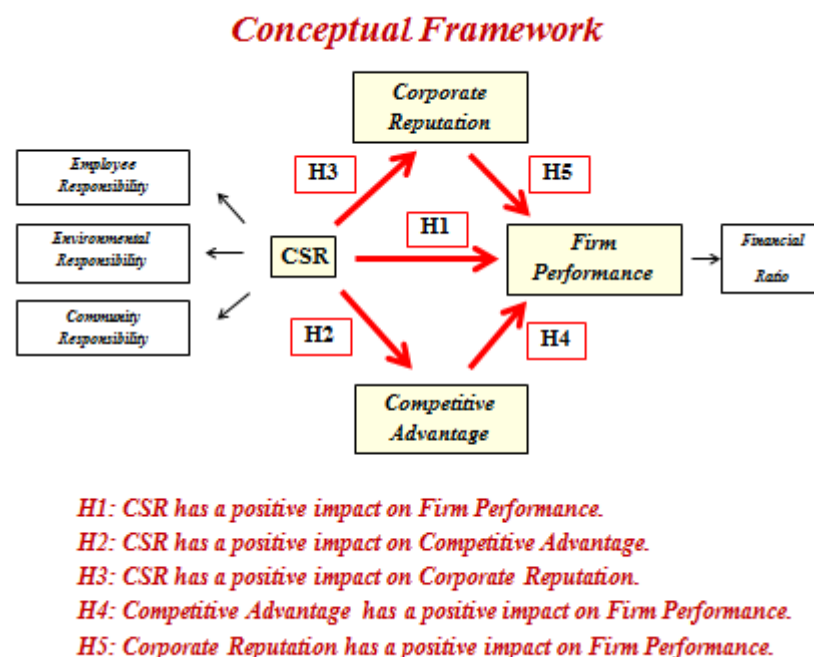 Conceptual Framework
Corporate
Reputation
H3
H5
Employee
Responsibility
Environmental
Responsibility
Community
Responsibility
CSR
H1
Firm
Performance
Financial
Ratio
H2
H4
Competitive
Advantage
H1: CSR has a positive impact on Firm Performance.
H2: CSR has a positive impact on Competitive Advantage.
H3: CSR has a positive impact on Corporate Reputation.
H4: Competitive Advantage has a positive impact on Firm Performance.
H5: Corporate Reputation has a positive impact on Firm Performance.